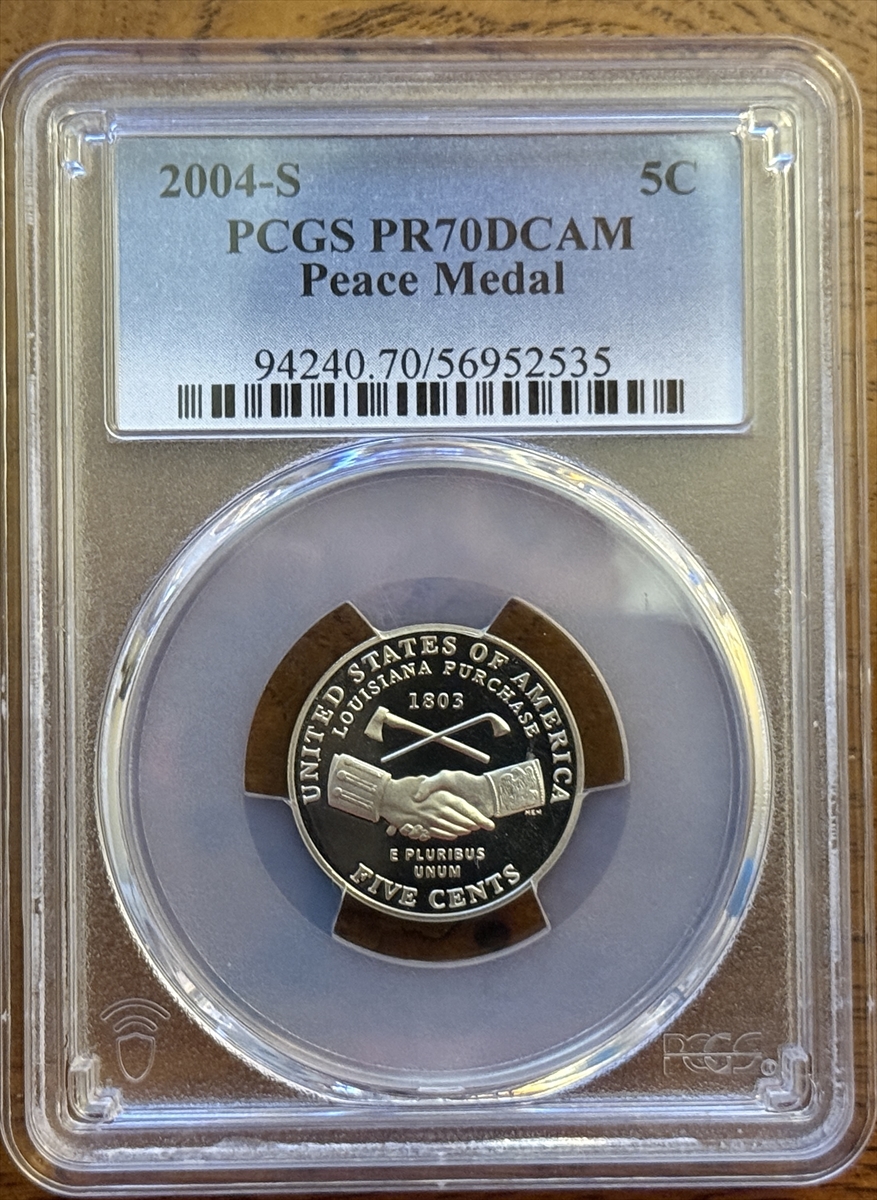 2004-S 5C
PCGS PR70DCAM
Peace Medal
94240.70/56952535
UNITED STATES OF AMERICA
LOUISIANA PURCHASE
1803
NEN
E PLURIBUS
UNUM
FIVE CENTS
PCGS